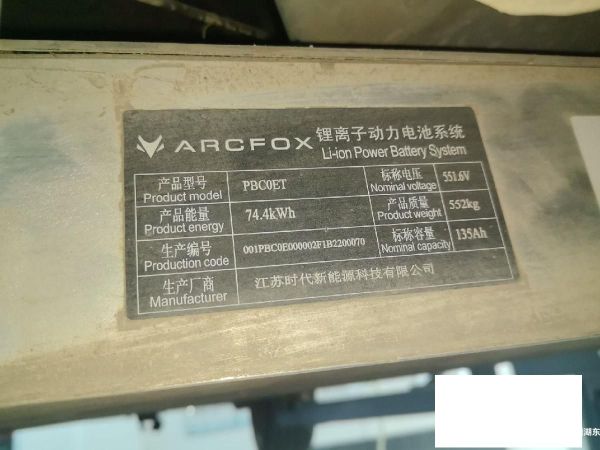 ARCFOX 锂离子动力电池系统
Li-ion Power Battery System
产品型号 PBC0ET 标称电压 551.6V
Product model Nominal voltage
产品能量 74.4kWh 产品质量 552kg
Product energy Product weight
生产编号 001PBC0E000002F1B2200070 标称容量 135Ah
Production code Nominal capacity
生产厂商 江苏时代新能源科技有限公司
Manufacturer
湖东